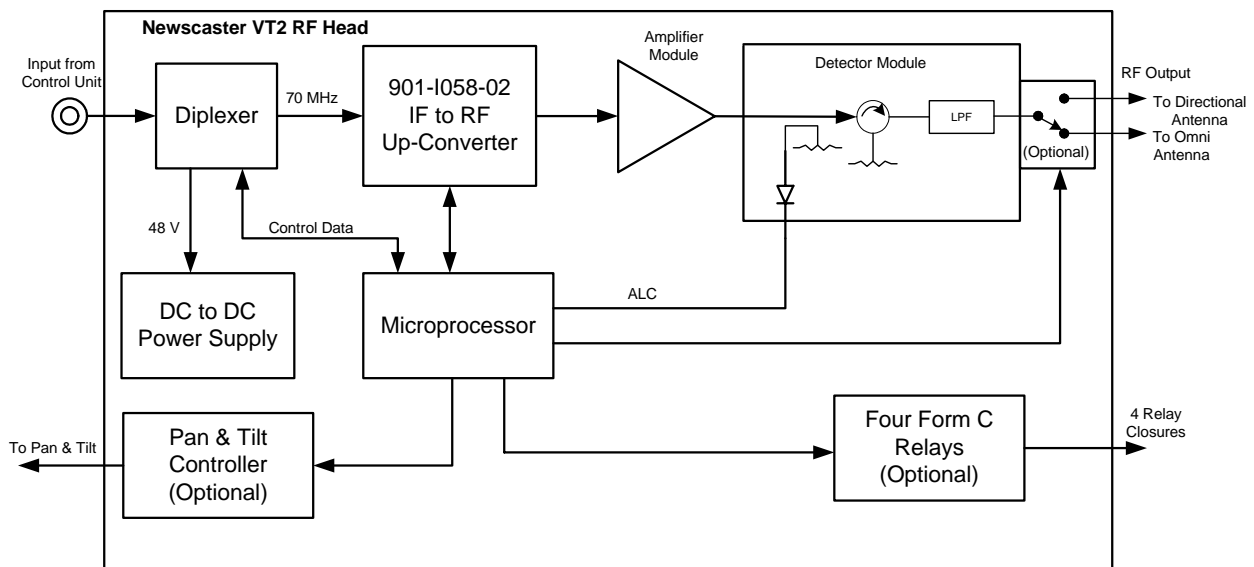 Newscaster VT2 RF Head
Input from
Control Unit
Diplexer
70 MHz
901-I058-02
IF to RF
Up-Converter
Amplifier
Module
Detector Module
LPF
(Optional)
RF Output
To Directional
Antenna
To Omni
Antenna
48 V
Control Data
DC to DC
Power Supply
Microprocessor
ALC
To Pan & Tilt
Pan & Tilt
Controller
(Optional)
Four Form C
Relays
(Optional)
4 Relay
Closures